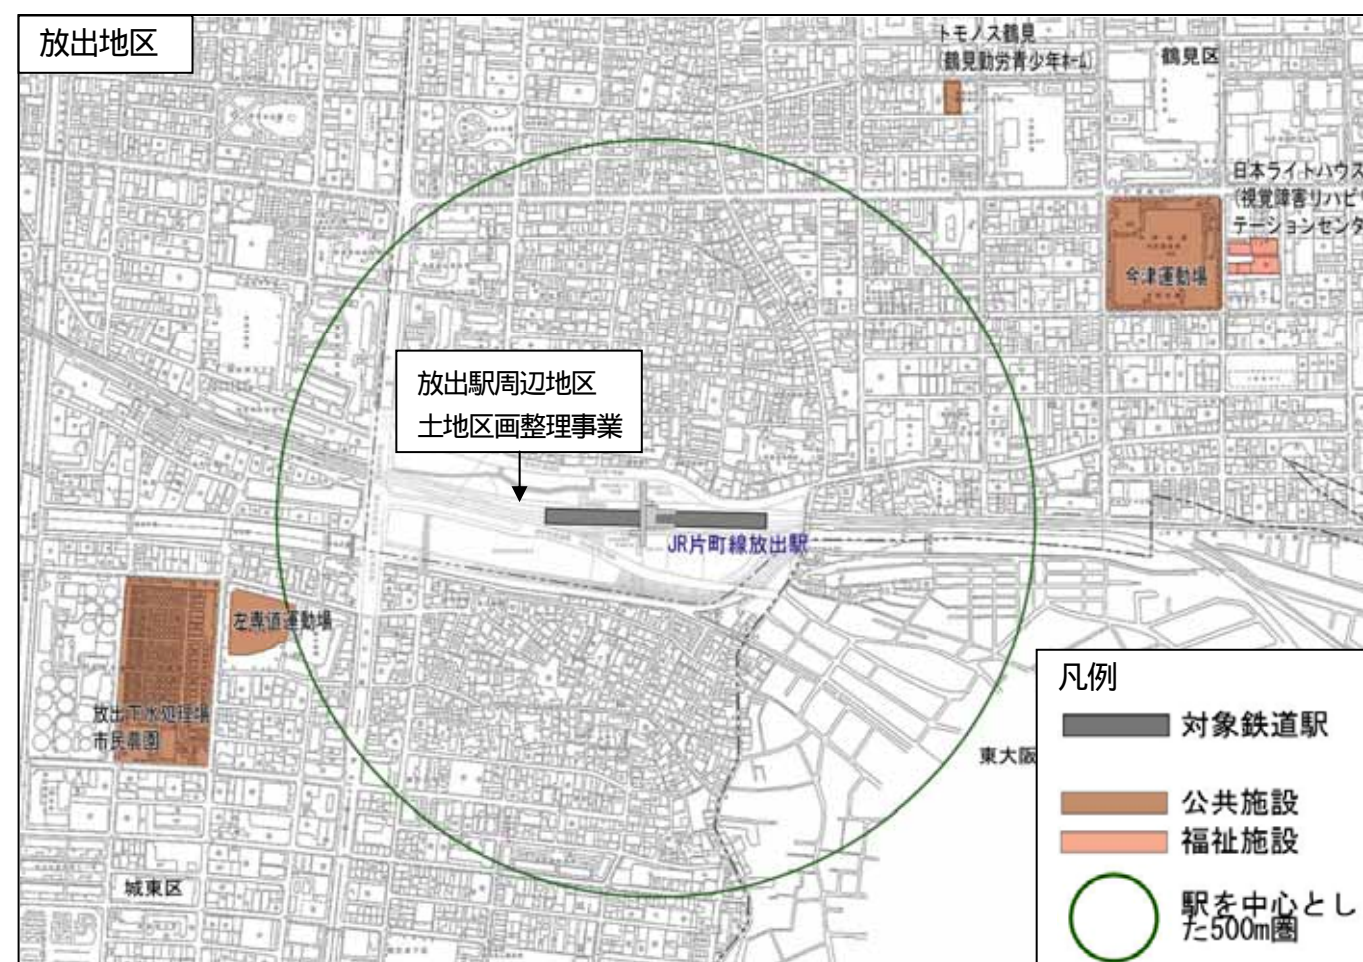 放出地区
トモノス鶴見
(鶴見勤労青少年ホーム)
鶴見区
日本ライトハウス
(視覚障害リハビリ
テーションセンタ
今津運動場
放出駅周辺地区
土地区画整理事業
JR片町線放出駅
左専道運動場
放出下水処理場
市民農園
東大阪
城東区
凡例
対象鉄道駅
公共施設
福祉施設
駅を中心とし
た500m圏